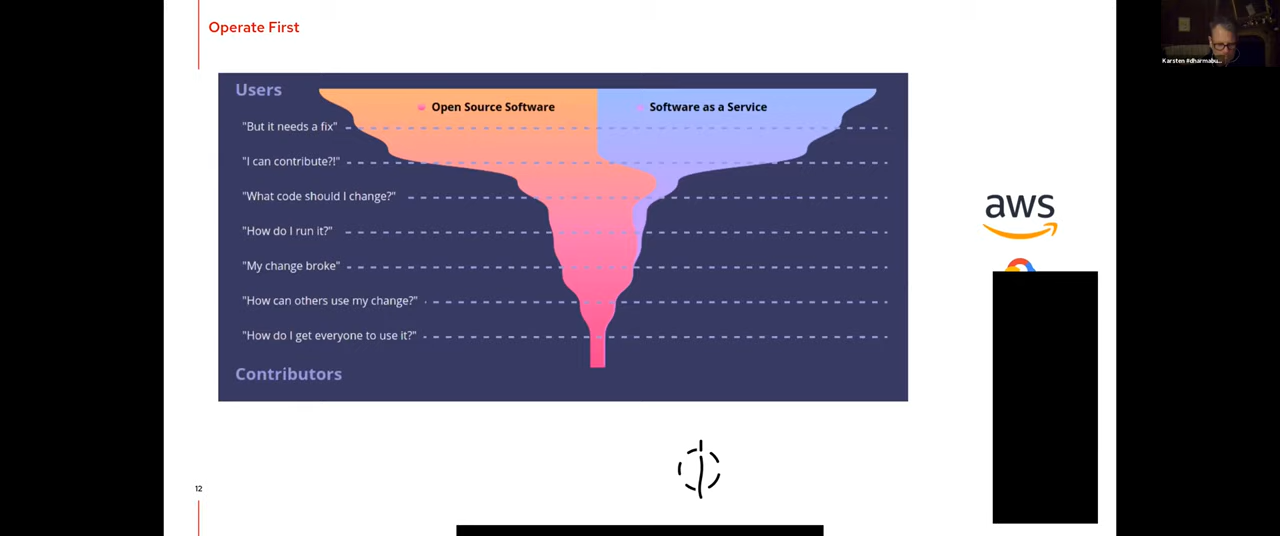 Operate First
Karsten #dharmabu...
Users
Open Source Software
Software as a Service
"But it needs a fix"
"I can contribute?!"
"What code should I change?"
"How do I run it?"
"My change broke"
"How can others use my change?"
"How do I get everyone to use it?"
Contributors
aws
12